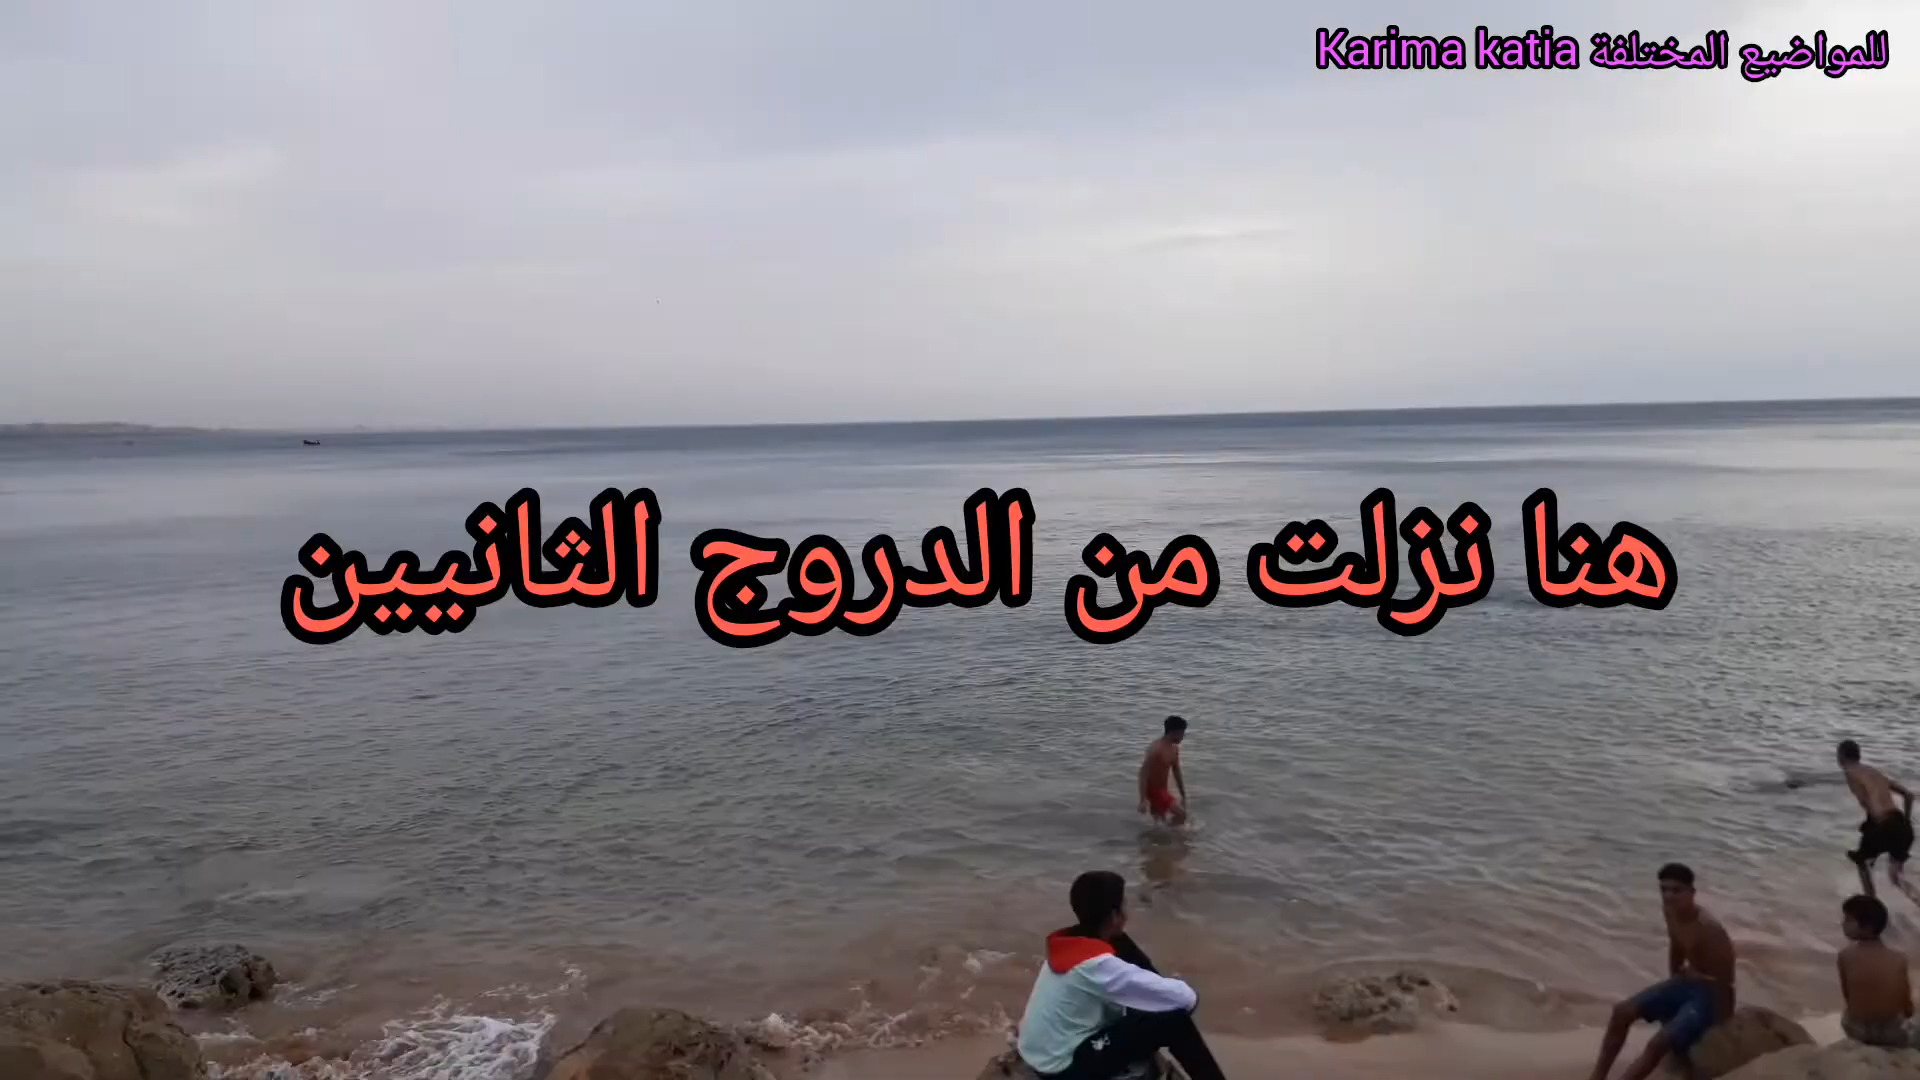 Karima katia للمواضيع المختلفة
هنا نزلت من الدروج الثانيين